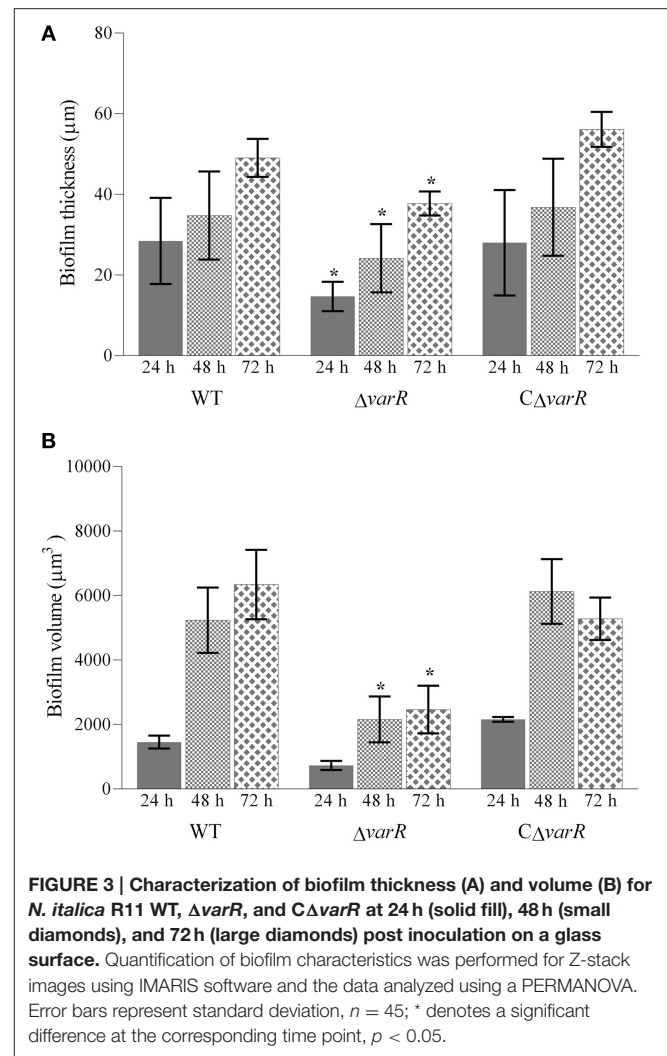 A
80
60
40
20
0
Biofilm thickness (μm)
* * *
24 h 48 h 72 h 24 h 48 h 72 h 24 h 48 h 72 h
WT ΔvarR CΔvarR
B
10000
8000
6000
4000
2000
0
Biofilm volume (μm³ )
* *
24 h 48 h 72 h 24 h 48 h 72 h 24 h 48 h 72 h
WT ΔvarR CΔvarR
FIGURE 3 | Characterization of biofilm thickness (A) and volume (B) for
N. italica R11 WT, ΔvarR, and CΔvarR at 24 h (solid fill), 48 h (small
diamonds), and 72 h (large diamonds) post inoculation on a glass
surface. Quantification of biofilm characteristics was performed for Z-stack
images using IMARIS software and the data analyzed using a PERMANOVA.
Error bars represent standard deviation, n = 45; * denotes a significant
difference at the corresponding time point, p < 0.05.